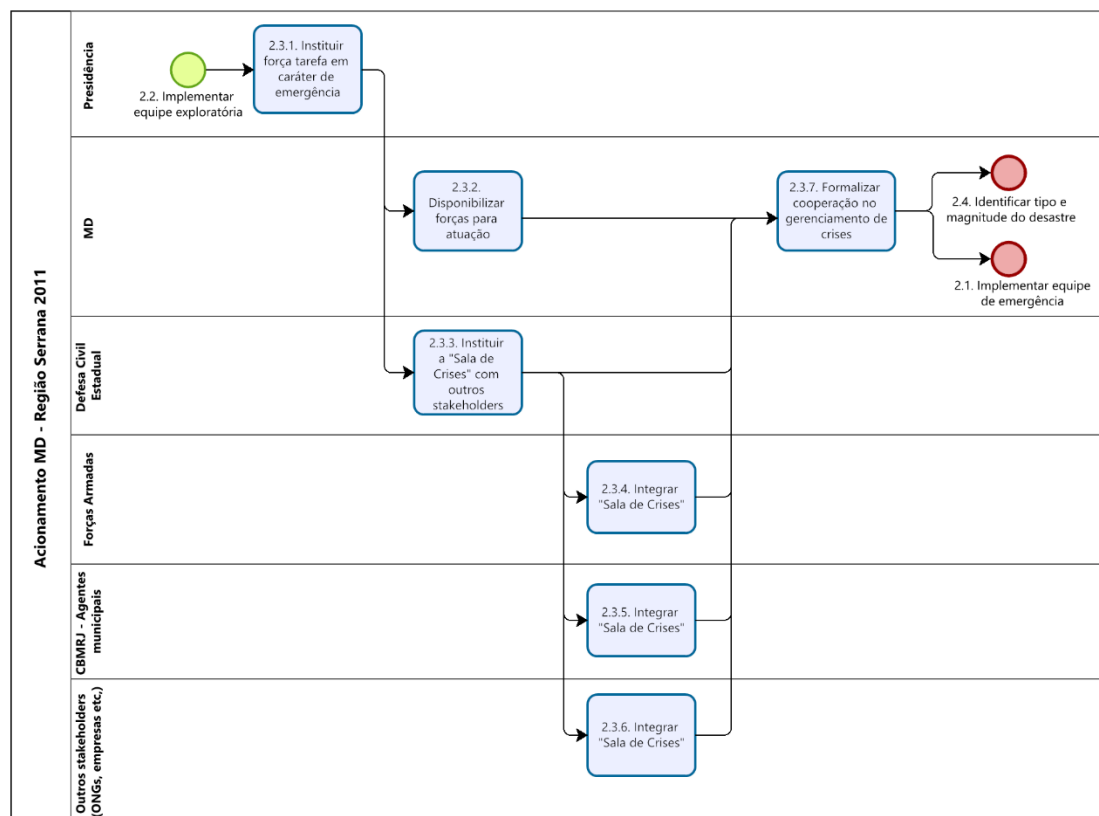 Acionamento MD - Região Serrana 2011
Presidência
2.2. Implementar
equipe exploratória
2.3.1. Instituir
força tarefa em
caráter de
emergência
MD
2.3.2.
Disponibilizar
forças para
atuação
2.3.7. Formalizar
cooperação no
gerenciamento de
crises
2.4. Identificar tipo e
magnitude do desastre
2.1. Implementar equipe
de emergência
Defesa Civil
Estadual
2.3.3. Instituir
a "Sala de
Crises" com
outros
stakeholders
Forças Armadas
2.3.4. Integrar
"Sala de Crises"
CBMRJ - Agentes
municipais
2.3.5. Integrar
"Sala de Crises"
Outros stakeholders
(ONGs, empresas etc,)
2.3.6. Integrar
"Sala de Crises"